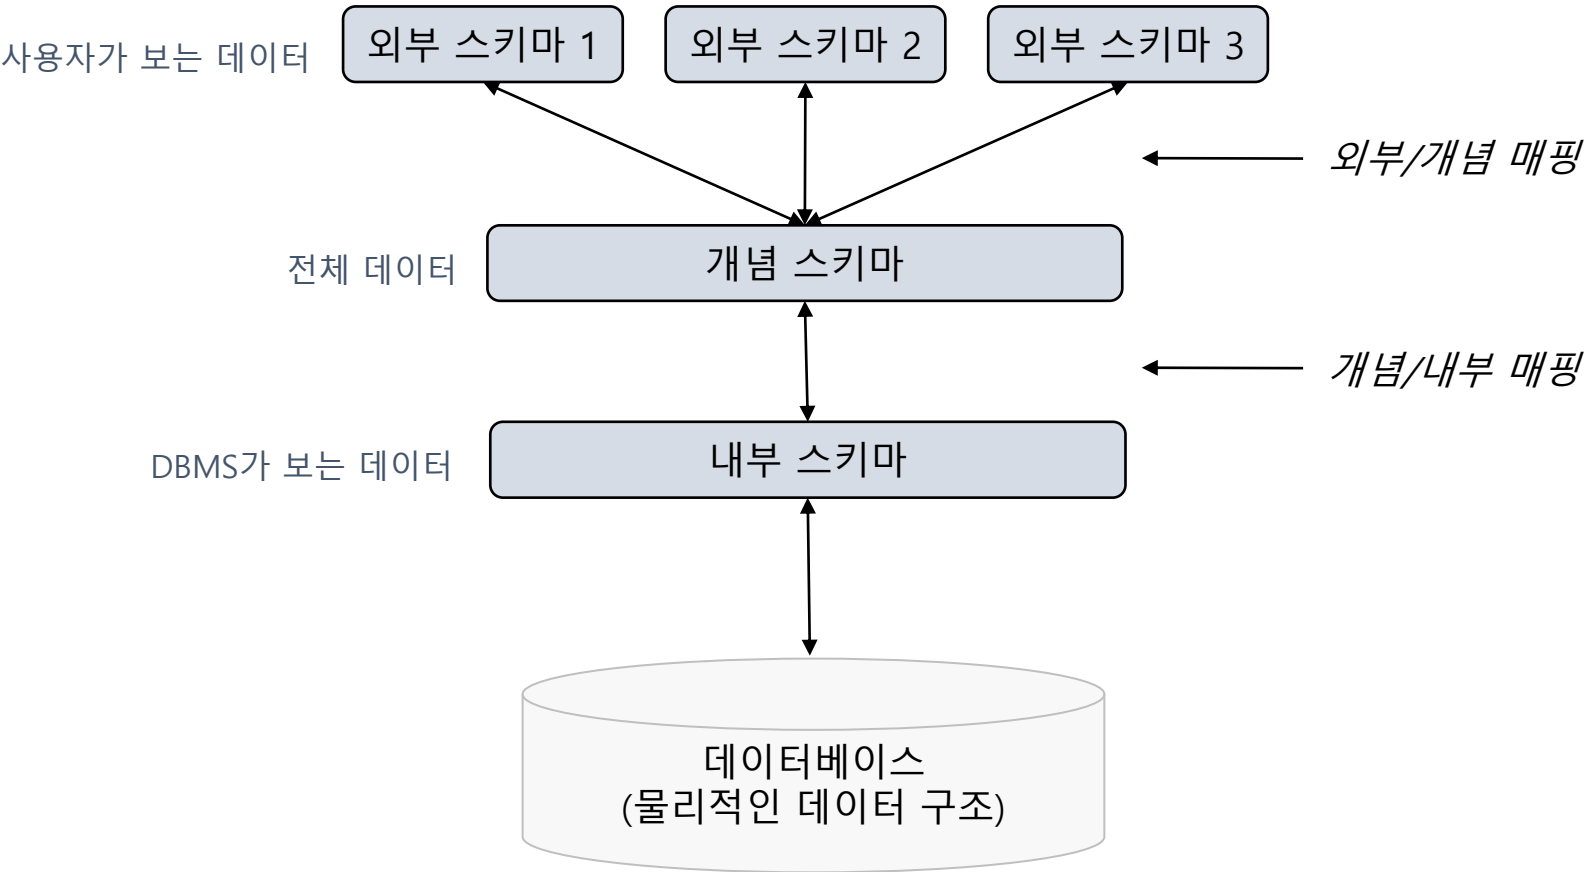 사용자가 보는 데이터
외부 스키마 1
외부 스키마 2
외부 스키마 3
외부/개념 매핑
전체 데이터
개념 스키마
개념/내부 매핑
DBMS가 보는 데이터
내부 스키마
데이터베이스
(물리적인 데이터 구조)